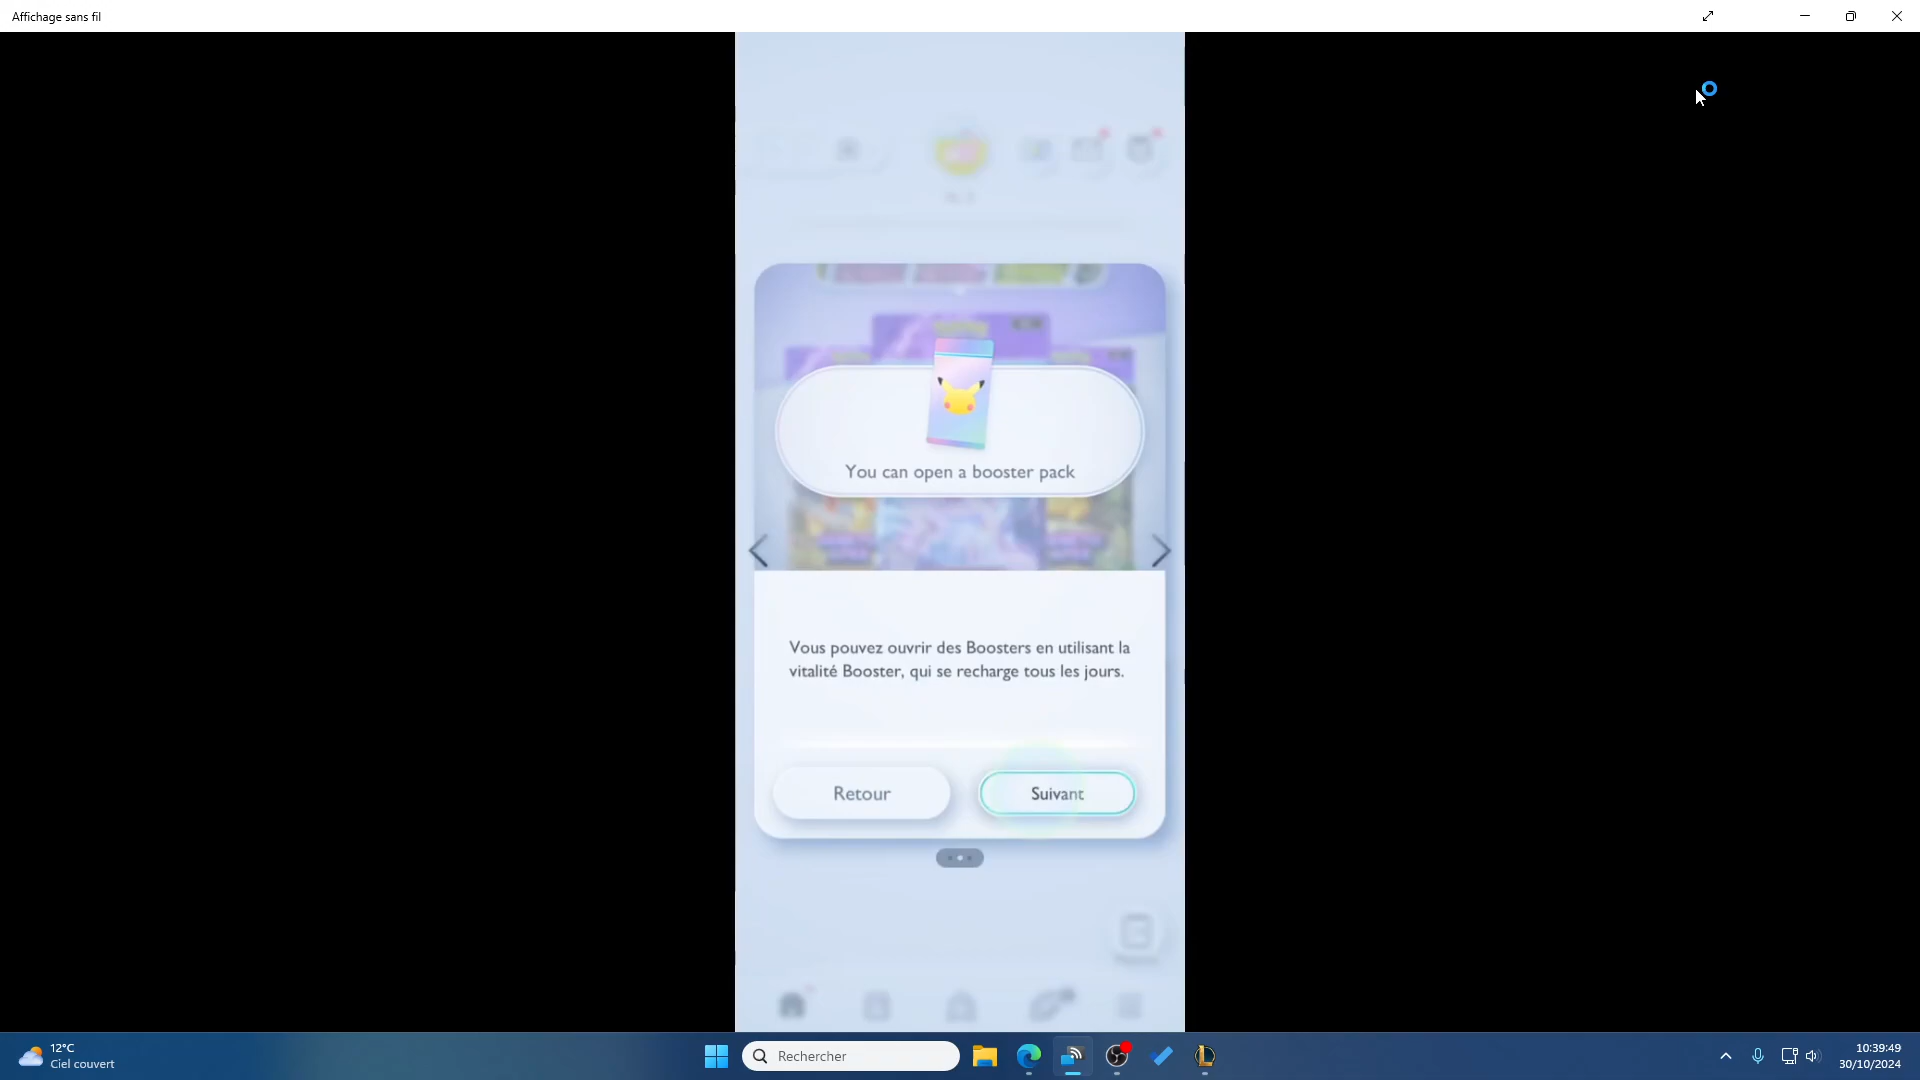 Affichage sans fil
You can open a booster pack
Vous pouvez ouvrir des Boosters en utilisant la
vitalité Booster, qui se recharge tous les jours.
Retour
Suivant
12°C
Ciel couvert
Rechercher
10:39:49
30/10/2024